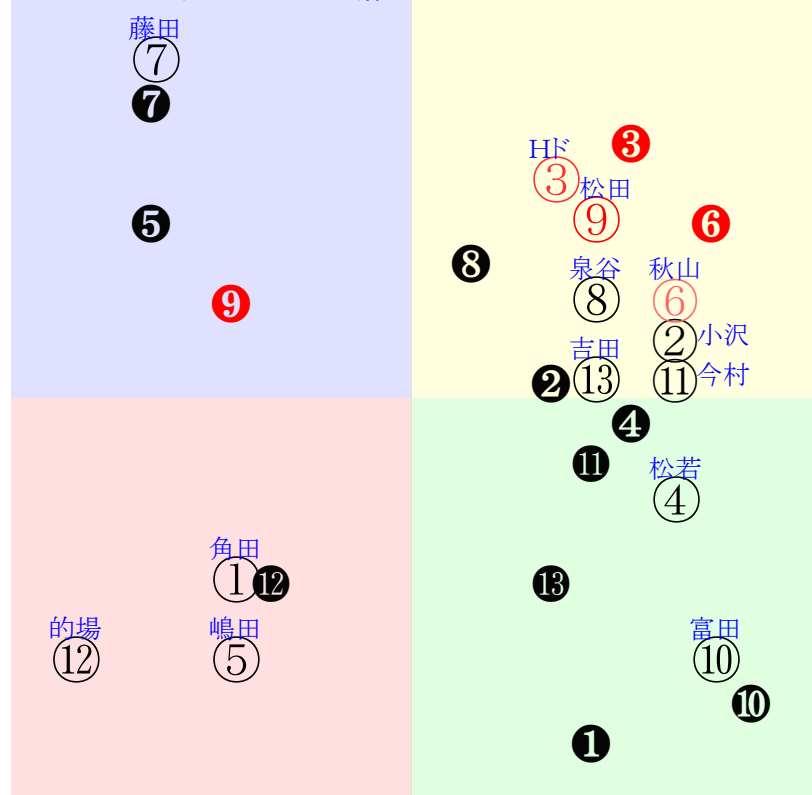 藤田
⑦
❼
Hド
③
❸
松田
⑨
❺
❻
❽
泉谷
⑧
秋山
⑥
❾
②小沢
吉田
❷
⑬
⑪今村
❹
⓫
松若
④
角田
①
⓬
⓭
的場
⑫
嶋田
⑤
富田
⑩
❿
❶